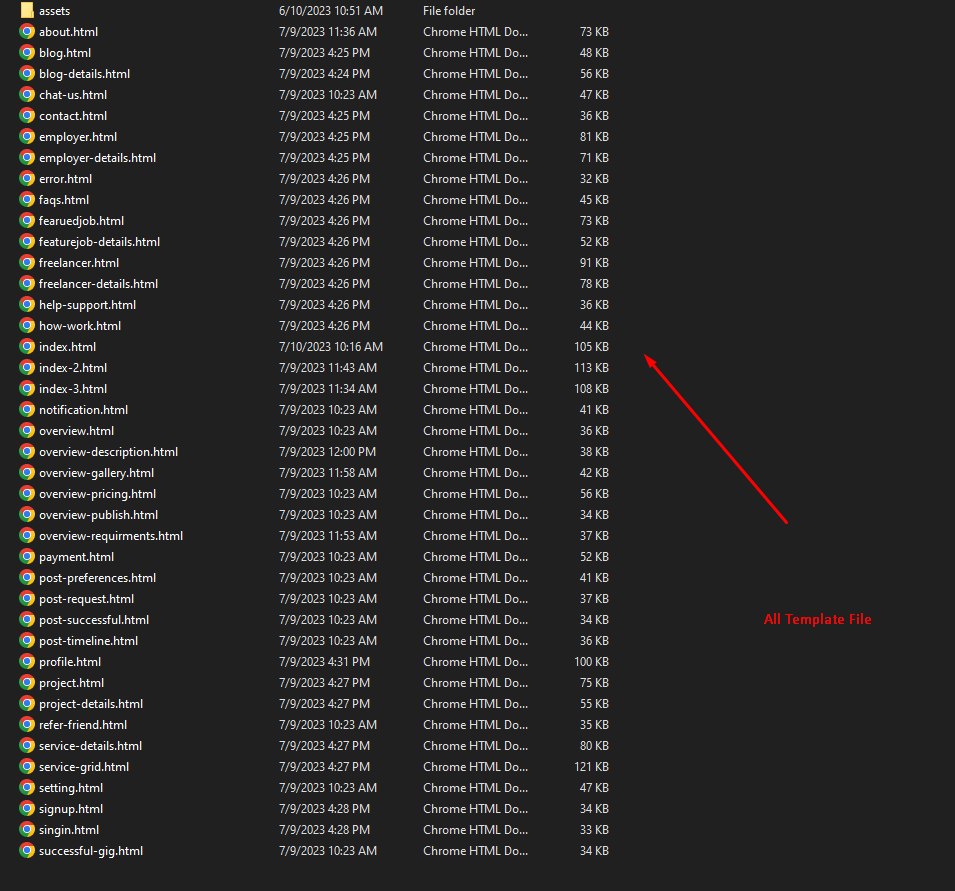 assets 6/10/2023 10:51 AM File folder
about.html 7/9/2023 11:36 AM Chrome HTML Do... 73 KB
blog.html 7/9/2023 4:25 PM Chrome HTML Do... 48 KB
blog-details.html 7/9/2023 4:24 PM Chrome HTML Do... 56 KB
chat-us.html 7/9/2023 10:23 AM Chrome HTML Do... 47 KB
contact.html 7/9/2023 4:25 PM Chrome HTML Do... 36 KB
employer.html 7/9/2023 4:25 PM Chrome HTML Do... 81 KB
employer-details.html 7/9/2023 4:25 PM Chrome HTML Do... 71 KB
error.html 7/9/2023 4:26 PM Chrome HTML Do... 32 KB
faqs.html 7/9/2023 4:26 PM Chrome HTML Do... 45 KB
fearuedjob.html 7/9/2023 4:26 PM Chrome HTML Do... 73 KB
featurejob-details.html 7/9/2023 4:26 PM Chrome HTML Do... 52 KB
freelancer.html 7/9/2023 4:26 PM Chrome HTML Do... 91 KB
freelancer-details.html 7/9/2023 4:26 PM Chrome HTML Do... 78 KB
help-support.html 7/9/2023 4:26 PM Chrome HTML Do... 36 KB
how-work.html 7/9/2023 4:26 PM Chrome HTML Do... 44 KB
index.html 7/10/2023 10:16 AM Chrome HTML Do... 105 KB
index-2.html 7/9/2023 11:43 AM Chrome HTML Do... 113 KB
index-3.html 7/9/2023 11:34 AM Chrome HTML Do... 108 KB
notification.html 7/9/2023 10:23 AM Chrome HTML Do... 41 KB
overview.html 7/9/2023 10:23 AM Chrome HTML Do... 36 KB
overview-description.html 7/9/2023 12:00 PM Chrome HTML Do... 38 KB
overview-gallery.html 7/9/2023 11:58 AM Chrome HTML Do... 42 KB
overview-pricing.html 7/9/2023 10:23 AM Chrome HTML Do... 56 KB
overview-publish.html 7/9/2023 10:23 AM Chrome HTML Do... 34 KB
overview-requirments.html 7/9/2023 11:53 AM Chrome HTML Do... 37 KB
payment.html 7/9/2023 10:23 AM Chrome HTML Do... 52 KB
post-preferences.html 7/9/2023 10:23 AM Chrome HTML Do... 41 KB
post-request.html 7/9/2023 10:23 AM Chrome HTML Do... 37 KB
post-successful.html 7/9/2023 10:23 AM Chrome HTML Do... 34 KB
All Template File
post-timeline.html 7/9/2023 10:23 AM Chrome HTML Do... 36 KB
profile.html 7/9/2023 4:31 PM Chrome HTML Do... 100 KB
project.html 7/9/2023 4:27 PM Chrome HTML Do... 75 KB
project-details.html 7/9/2023 4:27 PM Chrome HTML Do... 55 KB
refer-friend.html 7/9/2023 10:23 AM Chrome HTML Do... 35 KB
service-details.html 7/9/2023 4:27 PM Chrome HTML Do... 80 KB
service-grid.html 7/9/2023 4:27 PM Chrome HTML Do... 121 KB
setting.html 7/9/2023 10:23 AM Chrome HTML Do... 47 KB
signup.html 7/9/2023 4:28 PM Chrome HTML Do... 34 KB
singin.html 7/9/2023 4:28 PM Chrome HTML Do... 33 KB
successful-gig.html 7/9/2023 10:23 AM Chrome HTML Do... 34 KB